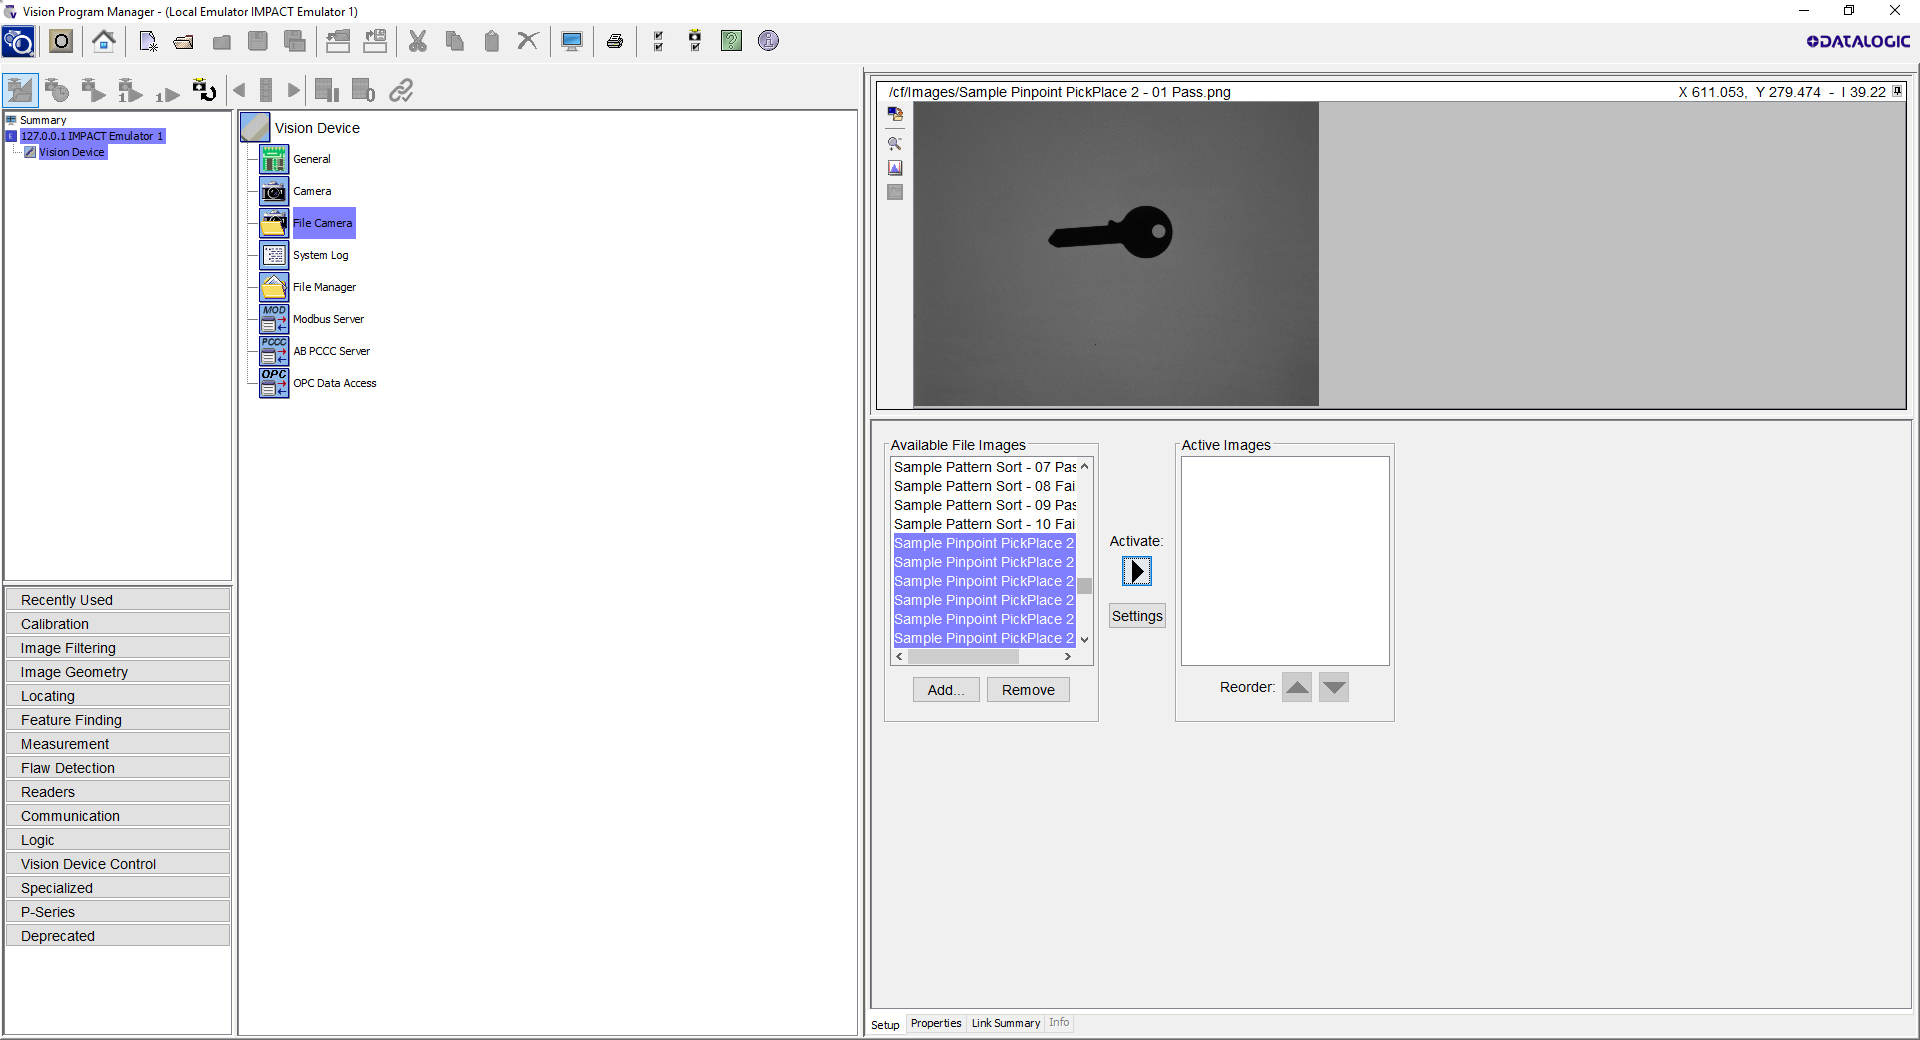 Vision Program Manager - (Local Emulator IMPACT Emulator 1)
DATALOGIC
Summary
127.0.0.1 IMPACT Emulator 1
Vision Device
Recently Used
Calibration
Image Filtering
Image Geometry
Locating
Feature Finding
Measurement
Flaw Detection
Readers
Communication
Logic
Vision Device Control
Specialized
P-Series
Deprecated
Vision Device
General
Camera
File Camera
System Log
File Manager
MOD
Modbus Server
PCCC
AB PCCC Server
OPC
OPC Data Access
/cf/Images/Sample Pinpoint PickPlace 2 - 01 Pass.png
X 611.053, Y 279.474 - I 39.22
Available File Images
Sample Pattern Sort - 07 Pas
Sample Pattern Sort - 08 Fai
Sample Pattern Sort - 09 Pas
Sample Pattern Sort - 10 Fai
Sample Pinpoint PickPlace 2
Sample Pinpoint PickPlace 2
Sample Pinpoint PickPlace 2
Sample Pinpoint PickPlace 2
Sample Pinpoint PickPlace 2
Sample Pinpoint PickPlace 2
Add...
Remove
Activate:
Settings
Active Images
Reorder:
Setup
Properties
Link Summary
Info